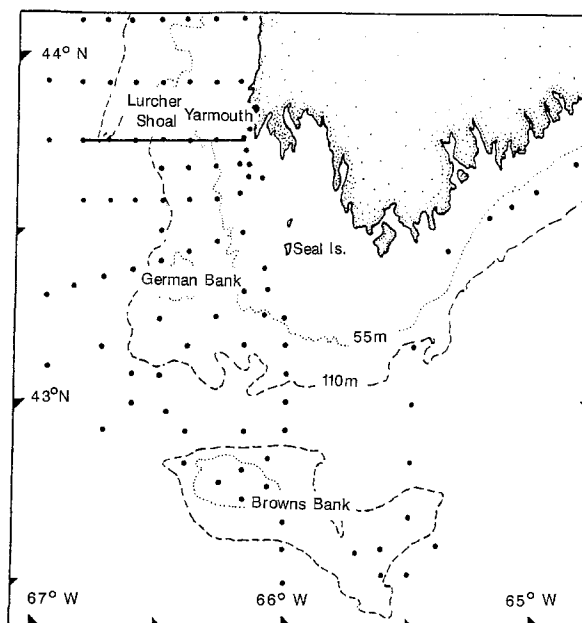 44° N
Lurcher
Shoal
Yarmouth
Seal Is.
German Bank
55m
110m
43°N
Browns Bank
67° W
66° W
65° W